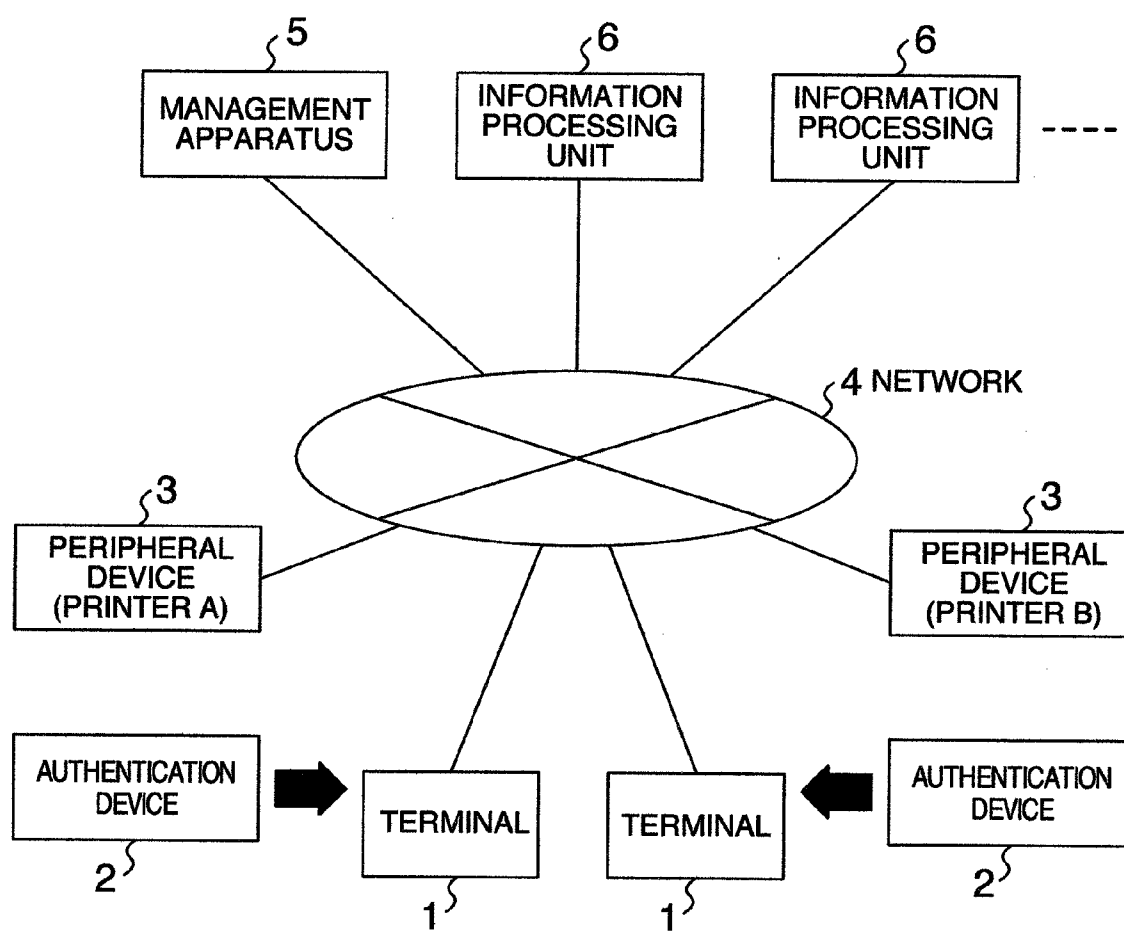 5
6
6
MANAGEMENT
APPARATUS
INFORMATION
PROCESSING
UNIT
INFORMATION
PROCESSING
UNIT
4 NETWORK
3
3
PERIPHERAL
DEVICE
(PRINTER A)
PERIPHERAL
DEVICE
(PRINTER B)
AUTHENTICATION
DEVICE
TERMINAL
TERMINAL
AUTHENTICATION
DEVICE
2
1
1
2